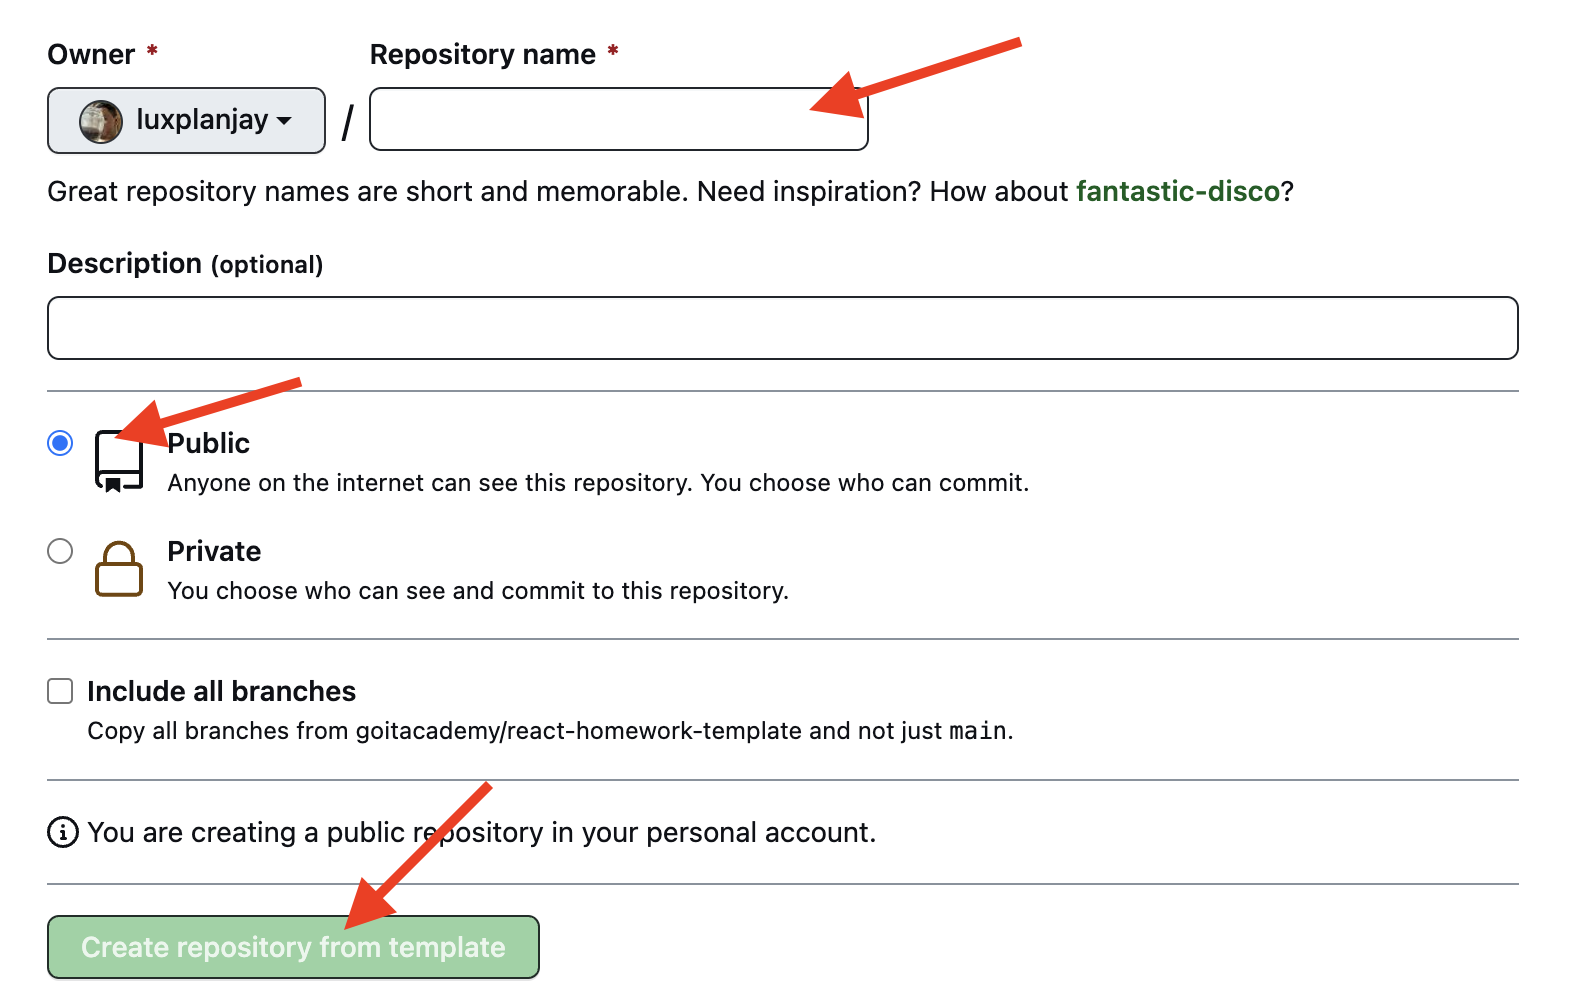 Owner *
Repository name *
luxplanjay
/
Great repository names are short and memorable. Need inspiration? How about fantastic-disco?
Description (optional)
Public
Anyone on the internet can see this repository. You choose who can commit.
Private
You choose who can see and commit to this repository.
Include all branches
Copy all branches from goitacademy/react-homework-template and not just main.
You are creating a public repository in your personal account.
Create repository from template